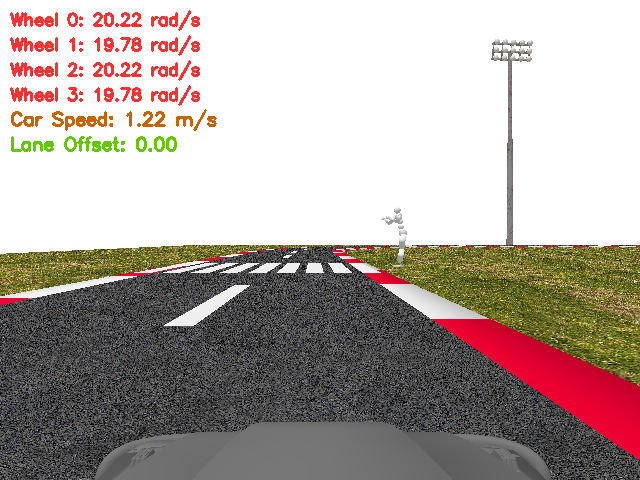 Wheel 0: 20.22 rad/s
Wheel 1: 19.78 rad/s
Wheel 2: 20.22 rad/s
Wheel 3: 19.78 rad/s
Car Speed: 1.22 m/s
Lane Offset: 0.00